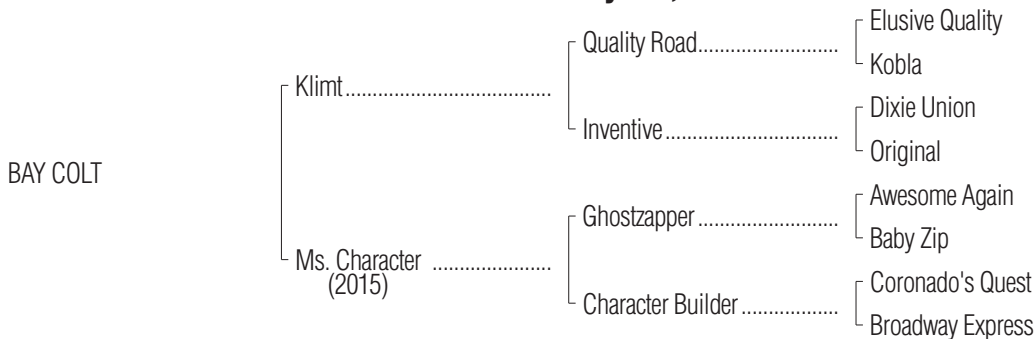 Elusive Quality
Quality Road....................................
Kobla
Klimt......................................
Dixie Union
Inventive................................
Original
BAY COLT
Awesome Again
Ghostzapper..........................
Baby Zip
Ms. Character ......................
(2015)
Coronado's Quest
Character Builder ..................
Broadway Express